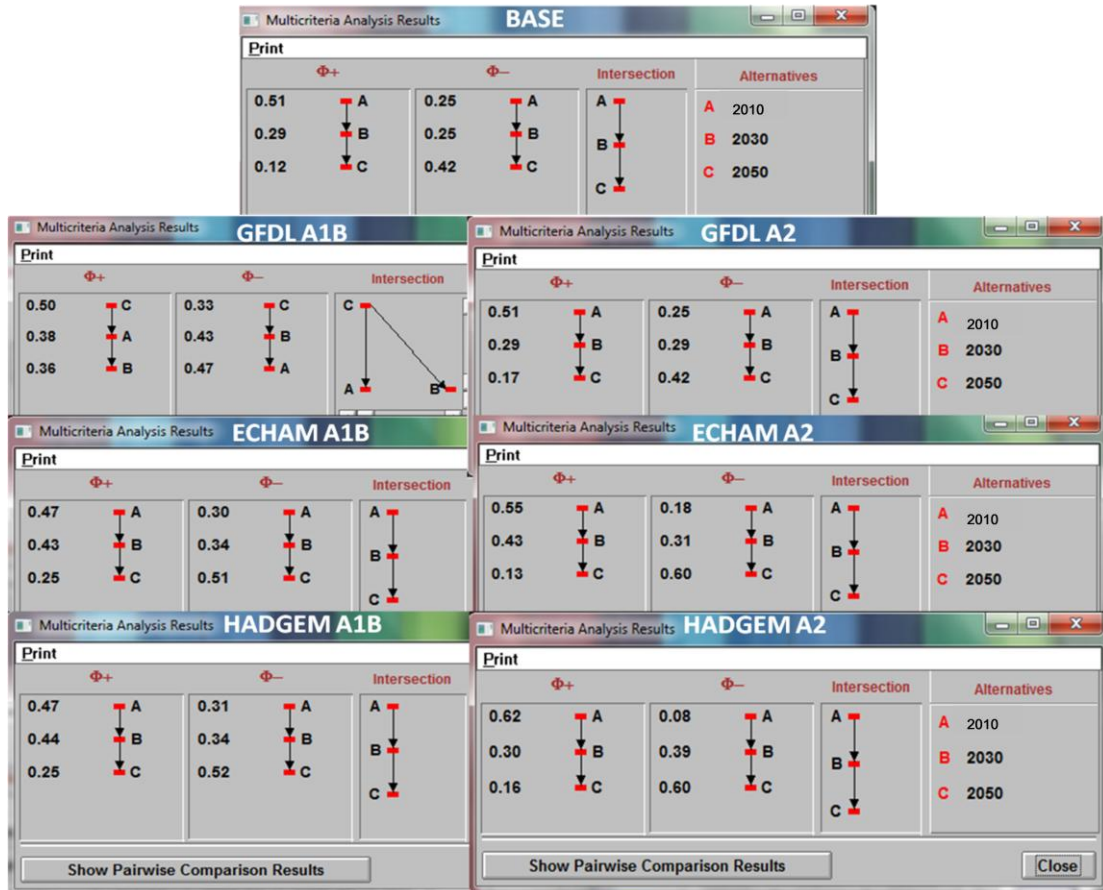 Multicriteria Analysis Results BASE
Print
Φ+ Φ– Intersection Alternatives
0.51 A 0.25 A A A 2010
0.29 B 0.25 B B B 2030
0.12 C 0.42 C C C 2050
Multicriteria Analysis Results GFDL A1B
Print
Φ+ Φ– Intersection
0.50 C 0.33 C C
0.38 A 0.43 B
0.36 B 0.47 A A B
Multicriteria Analysis Results GFDL A2
Print
Φ+ Φ– Intersection Alternatives
0.51 A 0.25 A A A 2010
0.29 B 0.29 B B B 2030
0.17 C 0.42 C C C 2050
Multicriteria Analysis Results ECHAM A1B
Print
Φ+ Φ– Intersection
0.47 A 0.30 A A
0.43 B 0.34 B B
0.25 C 0.51 C C
Multicriteria Analysis Results ECHAM A2
Print
Φ+ Φ– Intersection Alternatives
0.55 A 0.18 A A A 2010
0.43 B 0.31 B B B 2030
0.13 C 0.60 C C C 2050
Multicriteria Analysis Results HADGEM A1B
Print
Φ+ Φ– Intersection
0.47 A 0.31 A A
0.44 B 0.34 B B
0.25 C 0.52 C C
Show Pairwise Comparison Results
Multicriteria Analysis Results HADGEM A2
Print
Φ+ Φ– Intersection Alternatives
0.62 A 0.08 A A A 2010
0.30 B 0.39 B B B 2030
0.16 C 0.60 C C C 2050
Show Pairwise Comparison Results Close